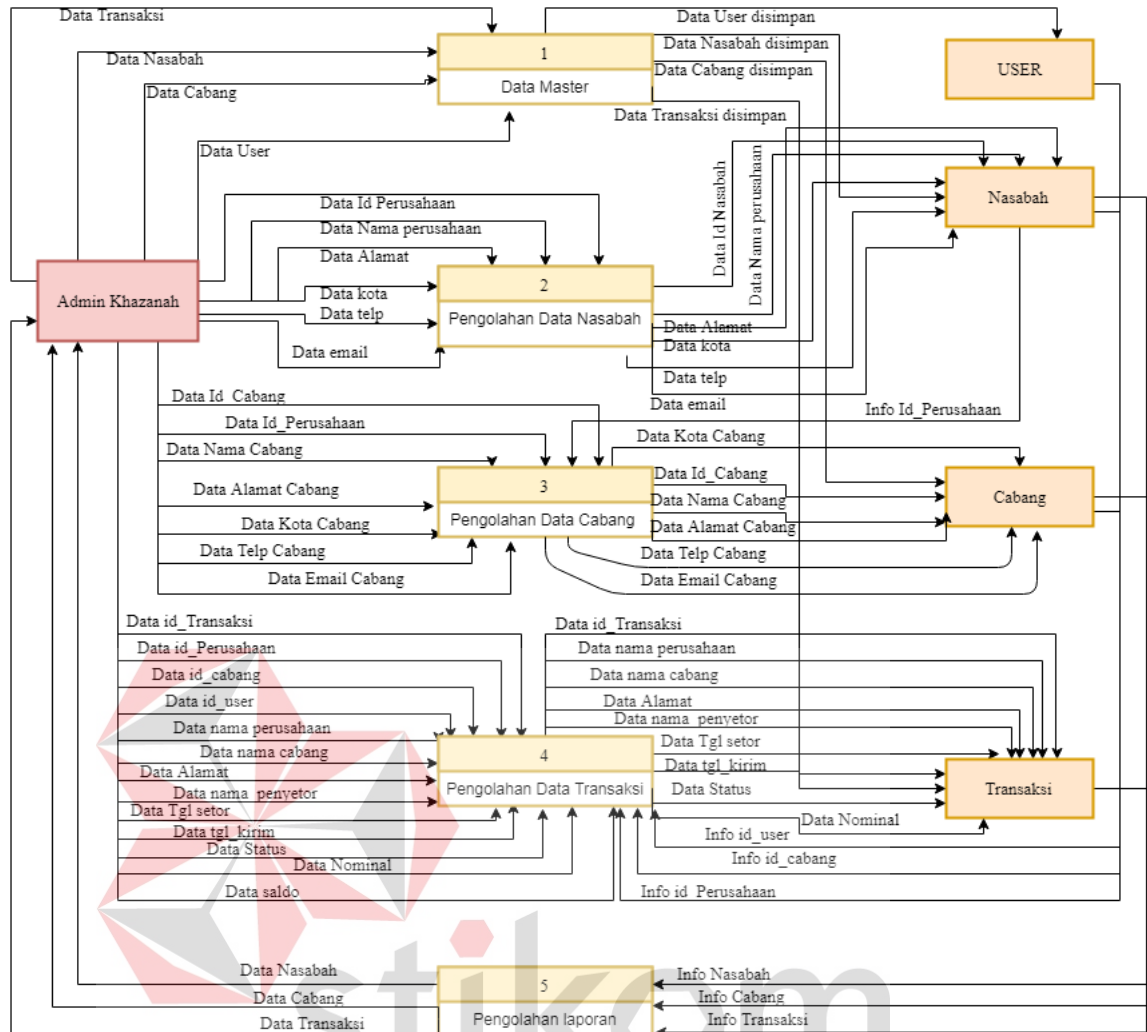 Data Transaksi
Data Nasabah
Data Cabang
Data User
1
Data Master
Data User disimpan
Data Nasabah disimpan
Data Cabang disimpan
Data Transaksi disimpan
USER
Nasabah
Admin Khazanah
Data Id Perusahaan
Data Nama perusahaan
Data Alamat
Data kota
Data telp
Data email
2
Pengolahan Data Nasabah
Data Id Nasabah
Data Nama perusahaan
Data Alamat
Data kota
Data telp
Data email
Info Id_Perusahaan
Data Id_Cabang
Data Id_Perusahaan
Data Nama Cabang
Data Alamat Cabang
Data Kota Cabang
Data Telp Cabang
Data Email Cabang
3
Pengolahan Data Cabang
Data Kota Cabang
Data Id_Cabang
Data Nama Cabang
Data Alamat Cabang
Data Telp Cabang
Data Email Cabang
Cabang
Data id_Transaksi
Data id_Perusahaan
Data id_cabang
Data id_user
Data nama perusahaan
Data nama cabang
Data Alamat
Data nama penyetor
Data Tgl setor
Data tgl_kirim
Data Status
Data Nominal
Data saldo
4
Pengolahan Data Transaksi
Data id_Transaksi
Data nama perusahaan
Data nama cabang
Data Alamat
Data nama penyetor
Data Tgl setor
Data tgl_kirim
Data Status
Data Nominal
Transaksi
Info id_user
Info id_cabang
Info id_Perusahaan
Data Nasabah
Data Cabang
Data Transaksi
5
Pengolahan laporan
Info Nasabah
Info Cabang
Info Transaksi
stikom